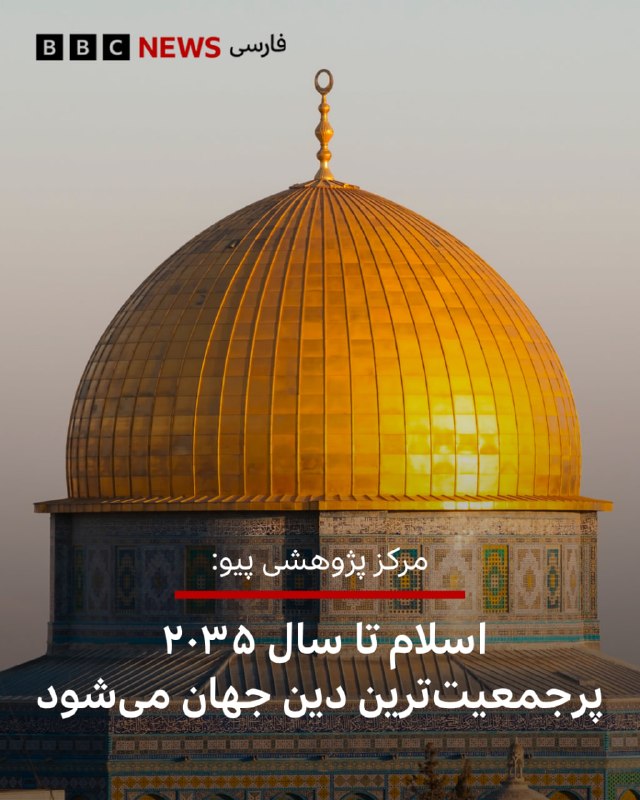 BBC NEWS فارسی
مرکز پژوهشی پیو:
اسلام تا سال ۲۰۳۵
پرجمعیت‌ترین دین جهان می‌شود